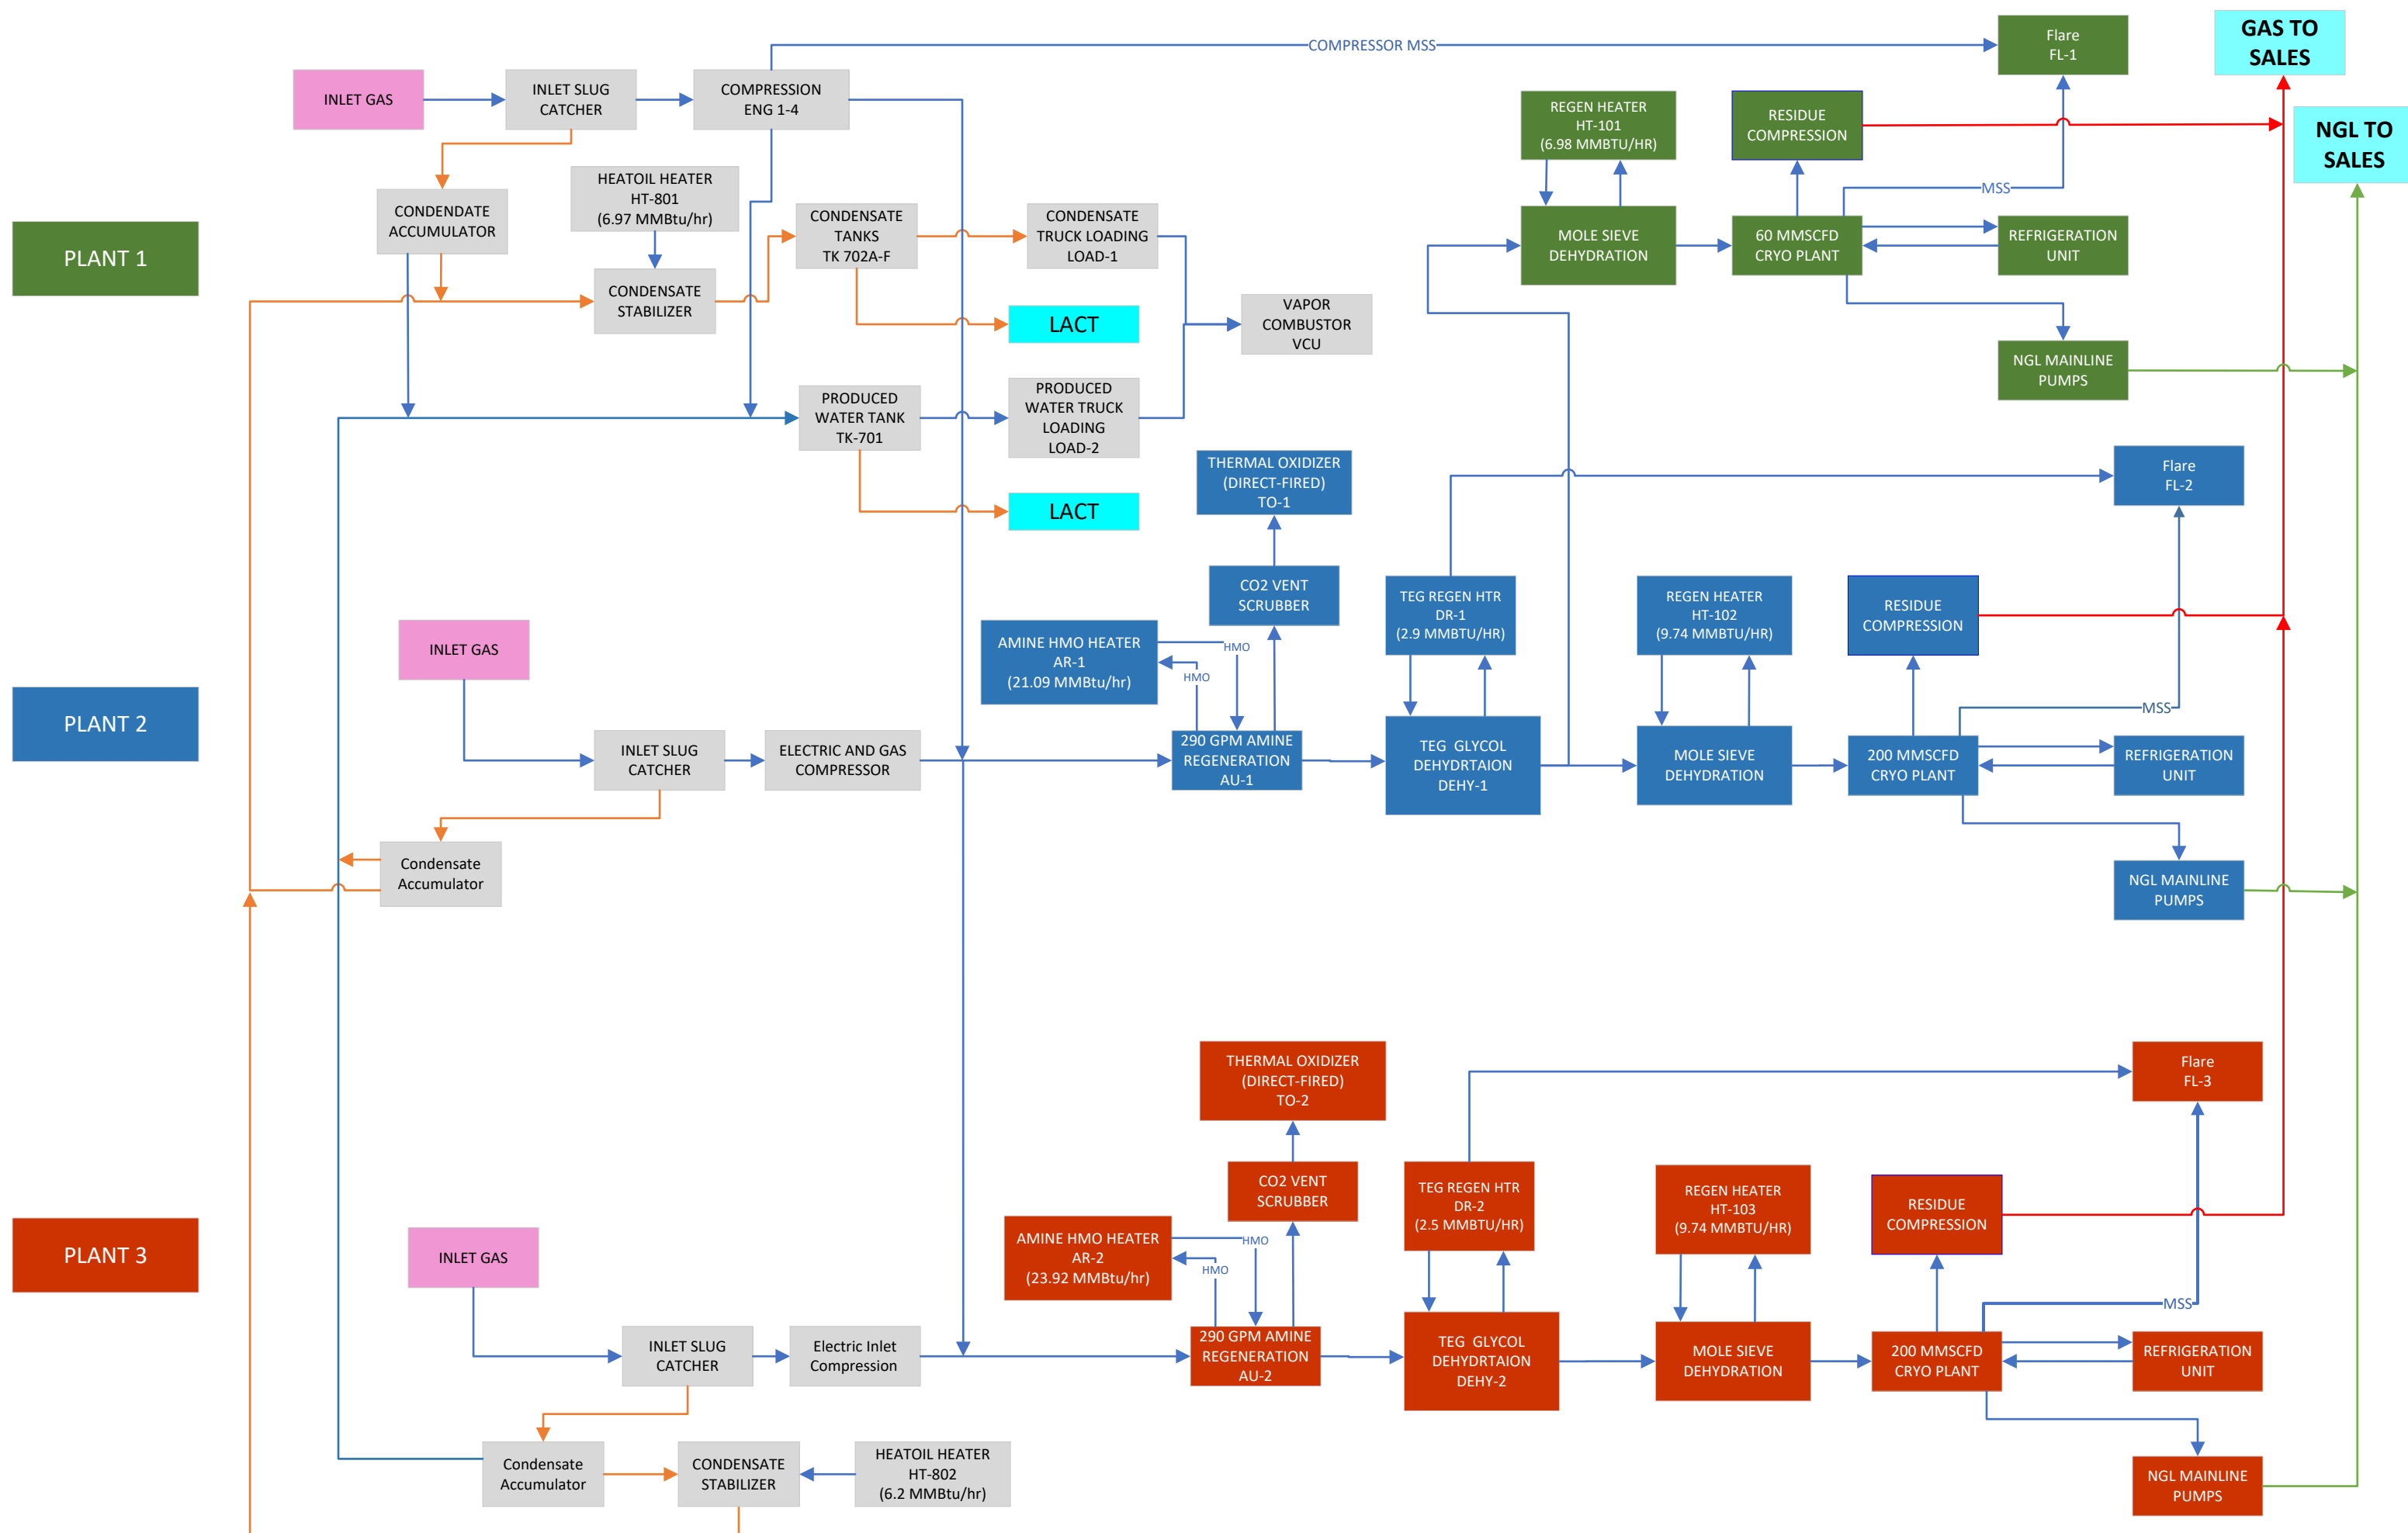 COMPRESSOR MSS
Flare
FL-1
GAS TO
SALES
INLET GAS
INLET SLUG
CATCHER
COMPRESSION
ENG 1-4
REGEN HEATER
HT-101
(6.98 MMBTU/HR)
RESIDUE
COMPRESSION
NGL TO
SALES
CONDENDATE
ACCUMULATOR
HEATOIL HEATER
HT-801
(6.97 MMBtu/hr)
CONDENSATE
TANKS
TK 702A-F
CONDENSATE
TRUCK LOADING
LOAD-1
MSS
PLANT 1
MOLE SIEVE
DEHYDRATION
60 MMSCFD
CRYO PLANT
REFRIGERATION
UNIT
CONDENSATE
STABILIZER
LACT
VAPOR
COMBUSTOR
VCU
NGL MAINLINE
PUMPS
PRODUCED
WATER TANK
TK-701
PRODUCED
WATER TRUCK
LOADING
LOAD-2
LACT
THERMAL OXIDIZER
(DIRECT-FIRED)
TO-1
Flare
FL-2
CO2 VENT
SCRUBBER
TEG REGEN HTR
DR-1
(2.9 MMBTU/HR)
REGEN HEATER
HT-102
(9.74 MMBTU/HR)
RESIDUE
COMPRESSION
INLET GAS
AMINE HMO HEATER
AR-1
(21.09 MMBtu/hr)
HMO
HMO
MSS
PLANT 2
INLET SLUG
CATCHER
ELECTRIC AND GAS
COMPRESSOR
290 GPM AMINE
REGENERATION
AU-1
TEG GLYCOL
DEHYDRTAION
DEHY-1
MOLE SIEVE
DEHYDRATION
200 MMSCFD
CRYO PLANT
REFRIGERATION
UNIT
Condensate
Accumulator
NGL MAINLINE
PUMPS
THERMAL OXIDIZER
(DIRECT-FIRED)
TO-2
Flare
FL-3
CO2 VENT
SCRUBBER
TEG REGEN HTR
DR-2
(2.5 MMBTU/HR)
REGEN HEATER
HT-103
(9.74 MMBTU/HR)
RESIDUE
COMPRESSION
PLANT 3
INLET GAS
AMINE HMO HEATER
AR-2
(23.92 MMBtu/hr)
HMO
HMO
MSS
INLET SLUG
CATCHER
Electric Inlet
Compression
290 GPM AMINE
REGENERATION
AU-2
TEG GLYCOL
DEHYDRTAION
DEHY-2
MOLE SIEVE
DEHYDRATION
200 MMSCFD
CRYO PLANT
REFRIGERATION
UNIT
Condensate
Accumulator
CONDENSATE
STABILIZER
HEATOIL HEATER
HT-802
(6.2 MMBtu/hr)
NGL MAINLINE
PUMPS